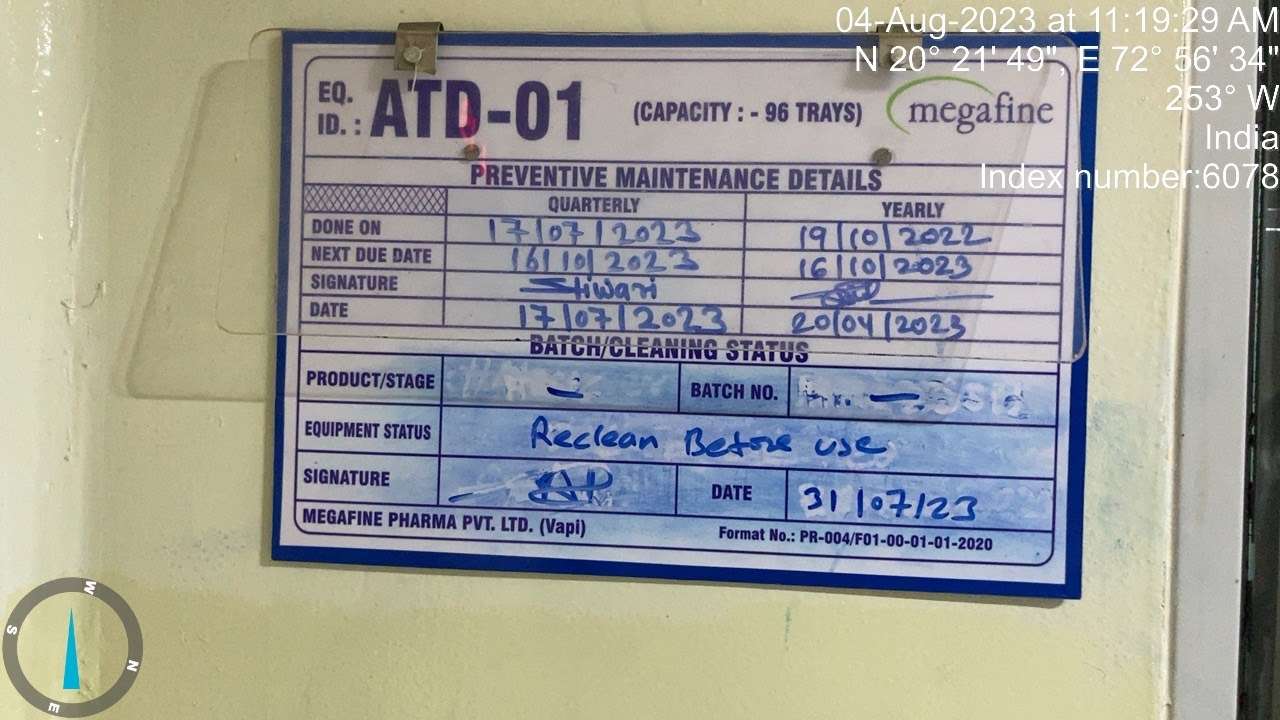 04-Aug-2023 at 11:19:29 AM
N 20° 21' 49", E 72° 56' 34"
253° W
India
Index number:6078
EQ. ID. : ATD-01 (CAPACITY : - 96 TRAYS) megafine
PREVENTIVE MAINTENANCE DETAILS
QUARTERLY YEARLY
DONE ON 17/07/2023 19/10/2022
NEXT DUE DATE 16/10/2023 16/10/2023
SIGNATURE Stiwari
DATE 17/07/2023 20/04/2023
BATCH/CLEANING STATUS
PRODUCT/STAGE — BATCH NO. —
EQUIPMENT STATUS Reclean Before use
SIGNATURE DATE 31/07/23
MEGAFINE PHARMA PVT. LTD. (Vapi) Format No.: PR-004/F01-00-01-01-2020
W
S
N
E